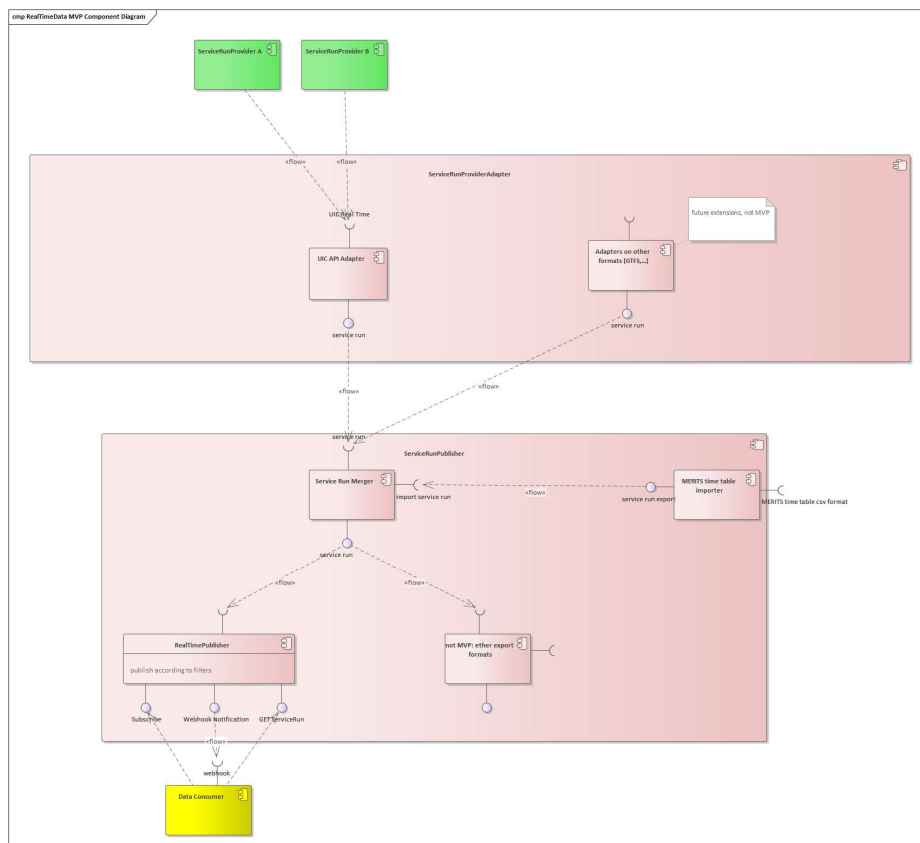 cmp RealTimeData MVP Component Diagram
ServiceRunProvider A
ServiceRunProvider B
«flow»
«flow»
ServiceRunProviderAdapter
future extensions, not MVP
UIC Real Time
UIC API Adapter
Adapters on other
formats (GTFS,...)
service run
service run
«flow»
«flow»
service run
ServiceRunPublisher
Service Run Merger
import service run
«flow»
service run export
MERITS time table
importer
MERITS time table csv format
service run
«flow»
«flow»
RealTimePublisher
publish according to filters
not MVP: ether export
formats
Subscribe
Webhook Notification
GET ServiceRun
«flow»
webhook
Data Consumer